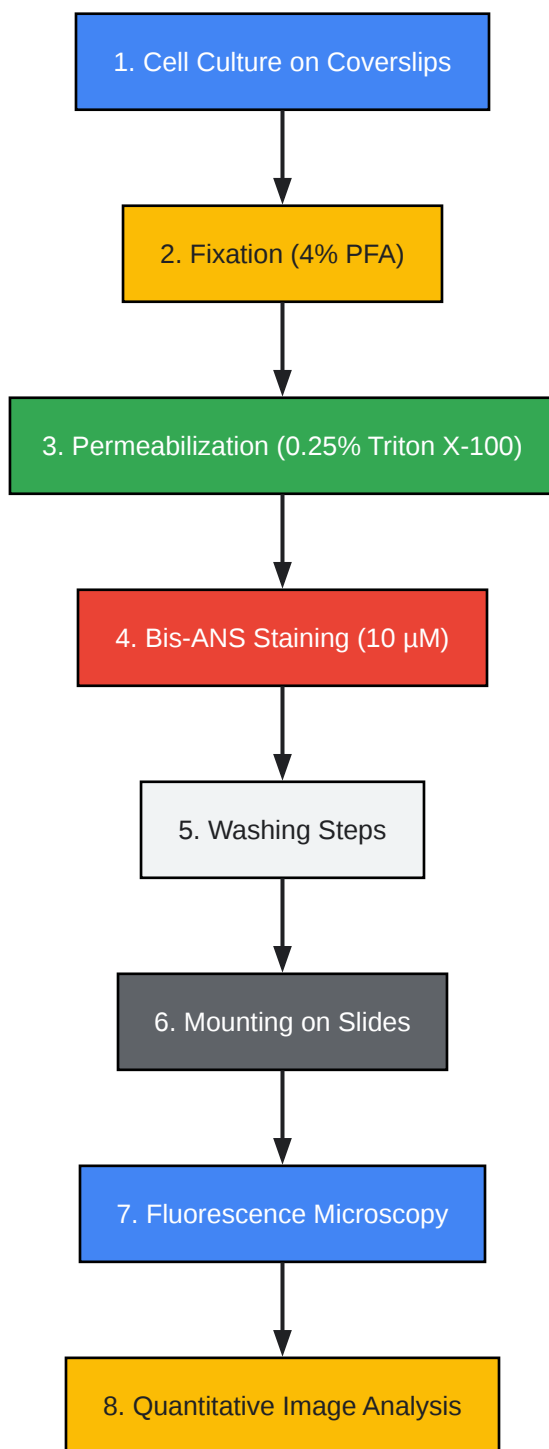 1. Cell Culture on Coverslips
2. Fixation (4% PFA)
3. Permeabilization (0.25% Triton X-100)
4. Bis-ANS Staining (10 µM)
5. Washing Steps
6. Mounting on Slides
7. Fluorescence Microscopy
8. Quantitative Image Analysis